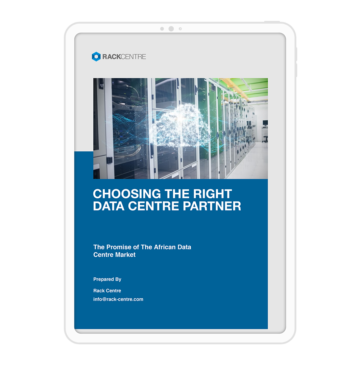 RACKCENTRE
CHOOSING THE RIGHT
DATA CENTRE PARTNER
The Promise of The African Data
Centre Market
Prepared By
Rack Centre
info@rack-centre.com